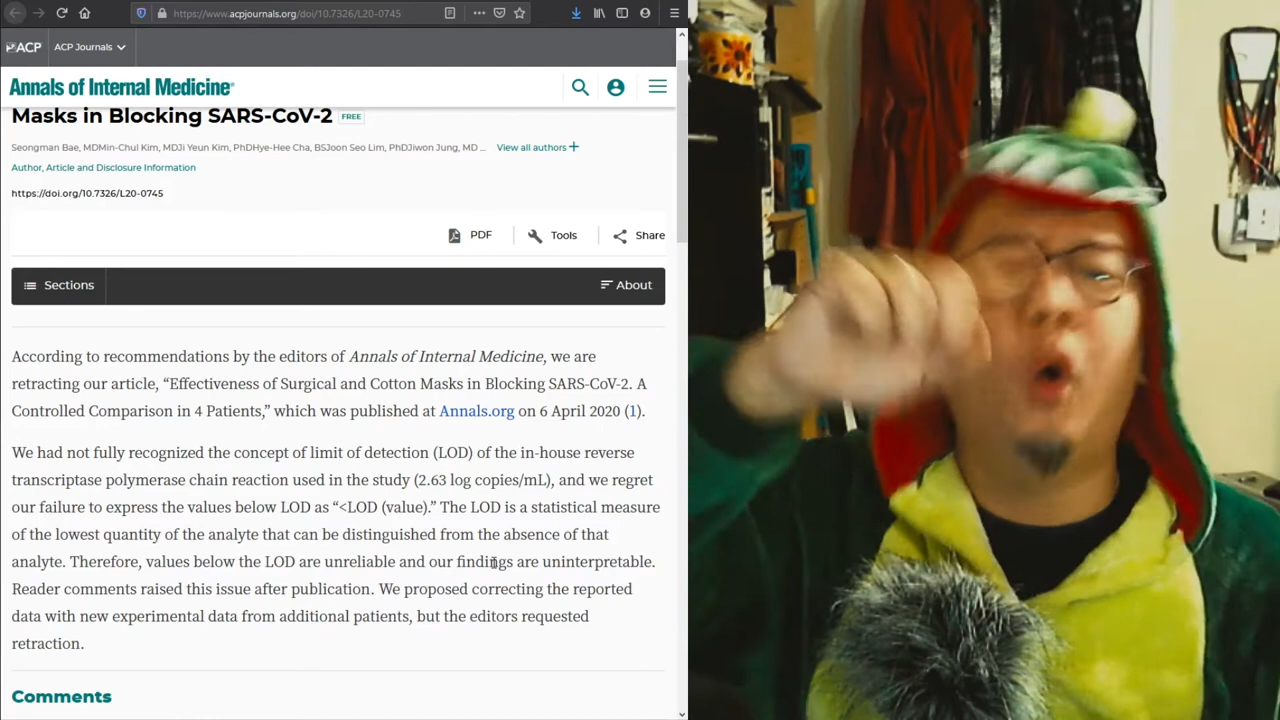 https://www.acpjournals.org/doi/10.7326/L20-0745
ACP
ACP Journals
Annals of Internal Medicine®
Masks in Blocking SARS-CoV-2 FREE
Seongman Bae, MDMin-Chul Kim, MDJi Yeun Kim, PhDHye-Hee Cha, BSJoon Seo Lim, PhDJiwon Jung, MD ... View all authors +
Author, Article and Disclosure Information
https://doi.org/10.7326/L20-0745
PDF Tools Share
Sections About
According to recommendations by the editors of Annals of Internal Medicine, we are
retracting our article, “Effectiveness of Surgical and Cotton Masks in Blocking SARS-CoV-2. A
Controlled Comparison in 4 Patients,” which was published at Annals.org on 6 April 2020 (1).
We had not fully recognized the concept of limit of detection (LOD) of the in-house reverse
transcriptase polymerase chain reaction used in the study (2.63 log copies/mL), and we regret
our failure to express the values below LOD as “<LOD (value).” The LOD is a statistical measure
of the lowest quantity of the analyte that can be distinguished from the absence of that
analyte. Therefore, values below the LOD are unreliable and our findings are uninterpretable.
Reader comments raised this issue after publication. We proposed correcting the reported
data with new experimental data from additional patients, but the editors requested
retraction.
Comments